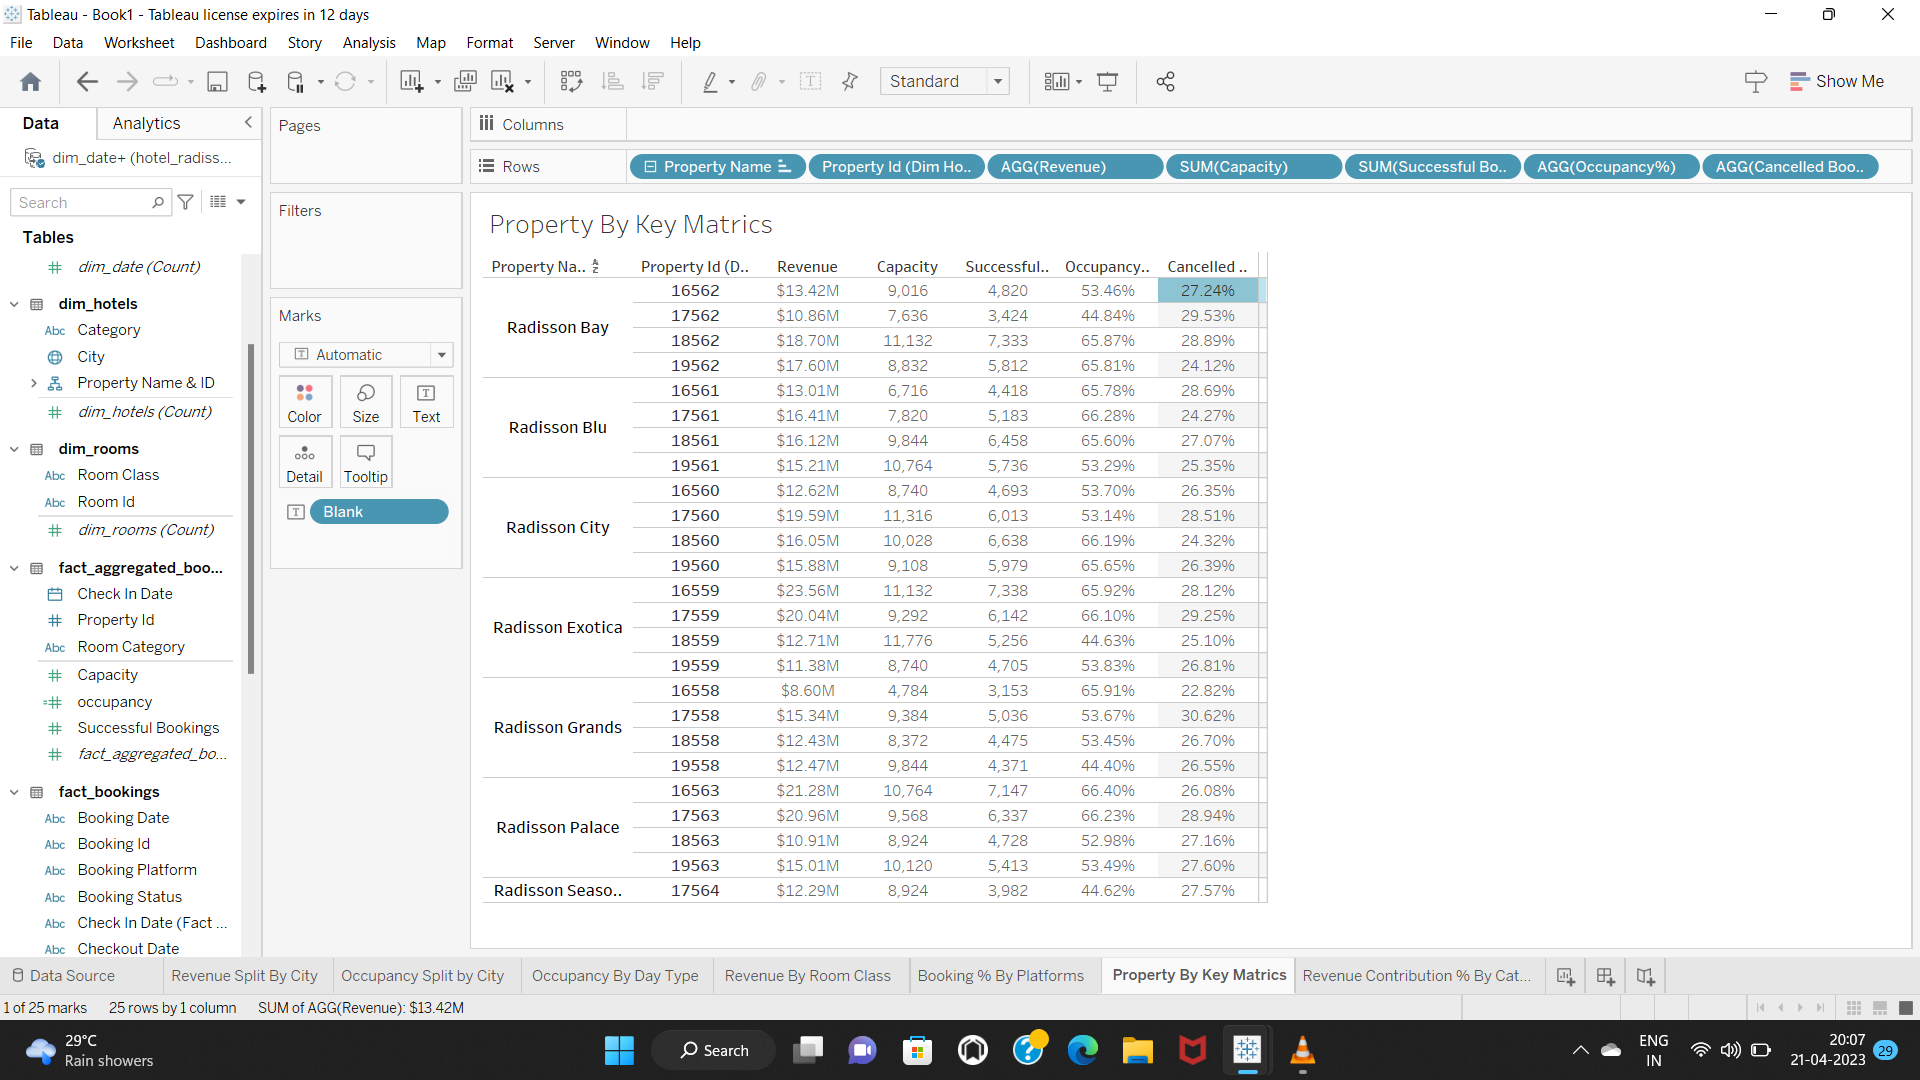 Tableau - Book1 - Tableau license expires in 12 days
File Data Worksheet Dashboard Story Analysis Map Format Server Window Help
Standard
Show Me
Data Analytics
dim_date+ (hotel_radiss...
Search
Tables
# dim_date (Count)
dim_hotels
Abc Category
City
Property Name & ID
# dim_hotels (Count)
dim_rooms
Abc Room Class
Abc Room Id
# dim_rooms (Count)
fact_aggregated_boo...
Check In Date
# Property Id
Abc Room Category
# Capacity
=# occupancy
# Successful Bookings
# fact_aggregated_bo...
fact_bookings
Abc Booking Date
Abc Booking Id
Abc Booking Platform
Abc Booking Status
Abc Check In Date (Fact ...
Abc Checkout Date
Pages
Filters
Marks
T Automatic
Color Size Text
Detail Tooltip
T Blank
Columns
Rows Property Name Property Id (Dim Ho.. AGG(Revenue) SUM(Capacity) SUM(Successful Bo.. AGG(Occupancy%) AGG(Cancelled Boo..
Property By Key Matrics
Property Na.. Property Id (D.. Revenue Capacity Successful.. Occupancy.. Cancelled ..
Radisson Bay
16562 $13.42M 9,016 4,820 53.46% 27.24%
17562 $10.86M 7,636 3,424 44.84% 29.53%
18562 $18.70M 11,132 7,333 65.87% 28.89%
19562 $17.60M 8,832 5,812 65.81% 24.12%
Radisson Blu
16561 $13.01M 6,716 4,418 65.78% 28.69%
17561 $16.41M 7,820 5,183 66.28% 24.27%
18561 $16.12M 9,844 6,458 65.60% 27.07%
19561 $15.21M 10,764 5,736 53.29% 25.35%
Radisson City
16560 $12.62M 8,740 4,693 53.70% 26.35%
17560 $19.59M 11,316 6,013 53.14% 28.51%
18560 $16.05M 10,028 6,638 66.19% 24.32%
19560 $15.88M 9,108 5,979 65.65% 26.39%
Radisson Exotica
16559 $23.56M 11,132 7,338 65.92% 28.12%
17559 $20.04M 9,292 6,142 66.10% 29.25%
18559 $12.71M 11,776 5,256 44.63% 25.10%
19559 $11.38M 8,740 4,705 53.83% 26.81%
Radisson Grands
16558 $8.60M 4,784 3,153 65.91% 22.82%
17558 $15.34M 9,384 5,036 53.67% 30.62%
18558 $12.43M 8,372 4,475 53.45% 26.70%
19558 $12.47M 9,844 4,371 44.40% 26.55%
Radisson Palace
16563 $21.28M 10,764 7,147 66.40% 26.08%
17563 $20.96M 9,568 6,337 66.23% 28.94%
18563 $10.91M 8,924 4,728 52.98% 27.16%
19563 $15.01M 10,120 5,413 53.49% 27.60%
Radisson Seaso.. 17564 $12.29M 8,924 3,982 44.62% 27.57%
Data Source Revenue Split By City Occupancy Split by City Occupancy By Day Type Revenue By Room Class Booking % By Platforms Property By Key Matrics Revenue Contribution % By Cat...
1 of 25 marks 25 rows by 1 column SUM of AGG(Revenue): $13.42M
29°C
Rain showers
Search
ENG
IN
20:07
21-04-2023
29